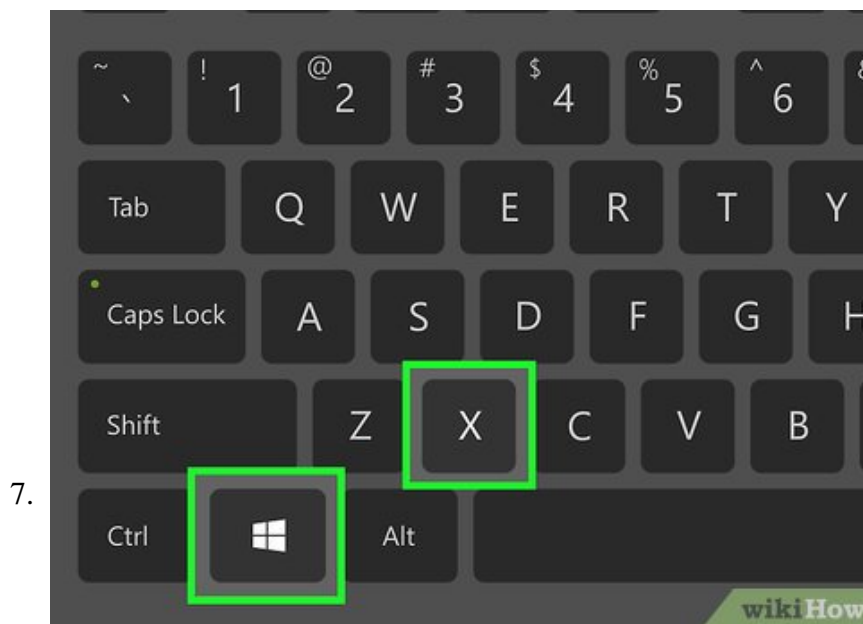 ~ ` ! 1 @ 2 # 3 $ 4 % 5 ^ 6
Tab Q W E R T Y
Caps Lock A S D F G H
Shift Z X C V B
7.
Ctrl Alt
wikiHow